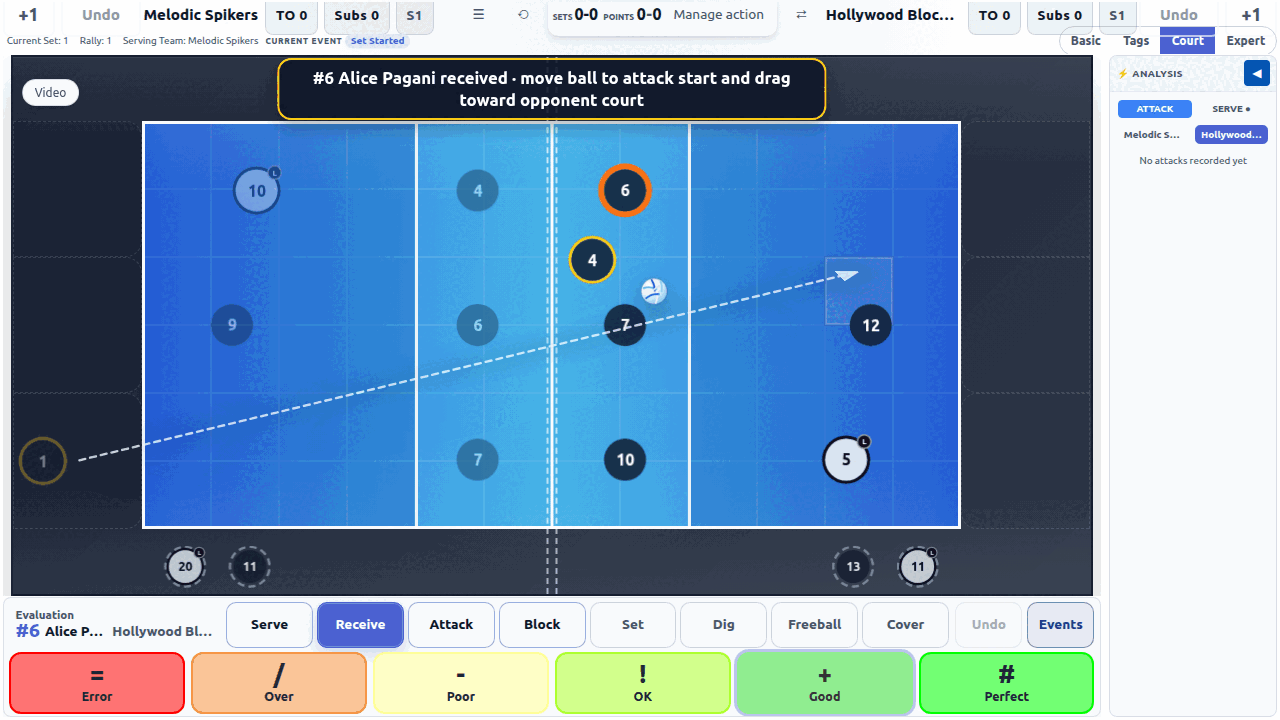 +1 Undo Melodic Spikers TO 0 Subs 0 S1 ☰ SETS 0-0 POINTS 0-0 Manage action Hollywood Bloc... TO 0 Subs 0 S1 Undo +1
Current Set: 1 Rally: 1 Serving Team: Melodic Spikers CURRENT EVENT Set Started
Basic Tags Court Expert
Video
#6 Alice Pagani received · move ball to attack start and drag
toward opponent court
ANALYSIS
ATTACK SERVE
Melodic S... Hollywood...
No attacks recorded yet
10 L 4 6
4
9 6 7 12
1 7 10 5 L
20 L 11 13 11 L
Evaluation
#6 Alice P... Hollywood Bl...
Serve Receive Attack Block Set Dig Freeball Cover Undo Events
= / - ! + #
Error Over Poor OK Good Perfect